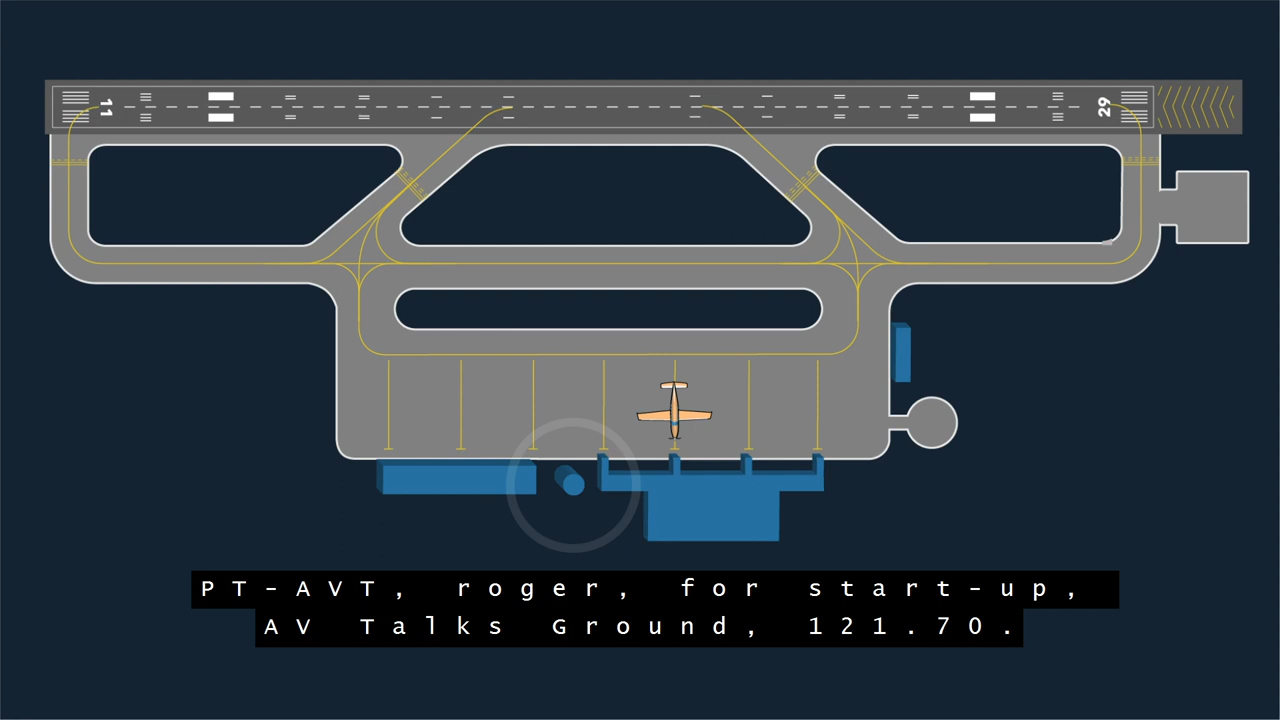 11
29
PT-AVT, roger, for start-up,
AV Talks Ground, 121.70.